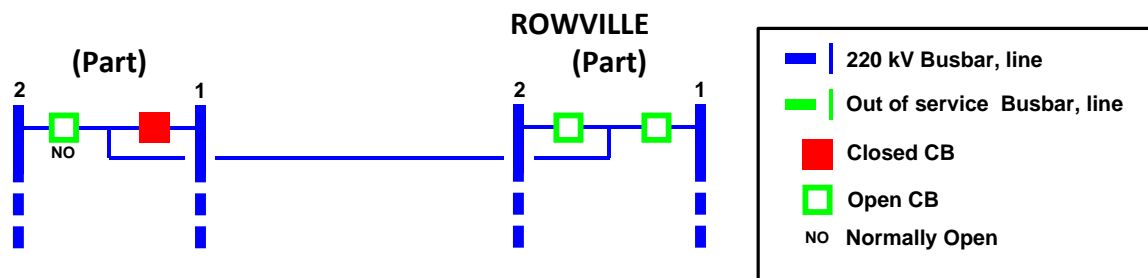 ROWVILLE
(Part)
(Part)
2
1
2
1
NO
220 kV Busbar, line
Out of service Busbar, line
Closed CB
Open CB
NO Normally Open